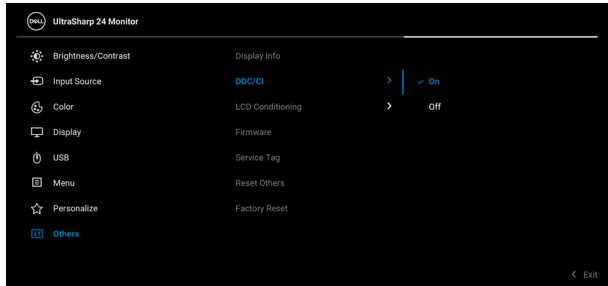 DELL UltraSharp 24 Monitor
Brightness/Contrast Display Info
Input Source DDC/CI On
Color LCD Conditioning Off
Display Firmware
USB Service Tag
Menu Reset Others
Personalize Factory Reset
Others
Exit